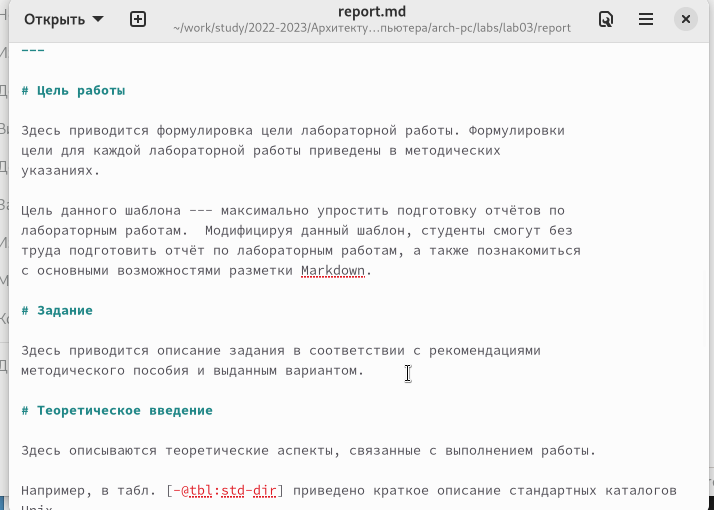 Открыть
report.md
~/work/study/2022-2023/Архитекту…пьютера/arch-pc/labs/lab03/report
---
# Цель работы
Здесь приводится формулировка цели лабораторной работы. Формулировки
цели для каждой лабораторной работы приведены в методических
указаниях.
Цель данного шаблона --- максимально упростить подготовку отчётов по
лабораторным работам.  Модифицируя данный шаблон, студенты смогут без
труда подготовить отчёт по лабораторным работам, а также познакомиться
с основными возможностями разметки Markdown.
# Задание
Здесь приводится описание задания в соответствии с рекомендациями
методического пособия и выданным вариантом.
# Теоретическое введение
Здесь описываются теоретические аспекты, связанные с выполнением работы.
Например, в табл. [-@tbl:std-dir] приведено краткое описание стандартных каталогов